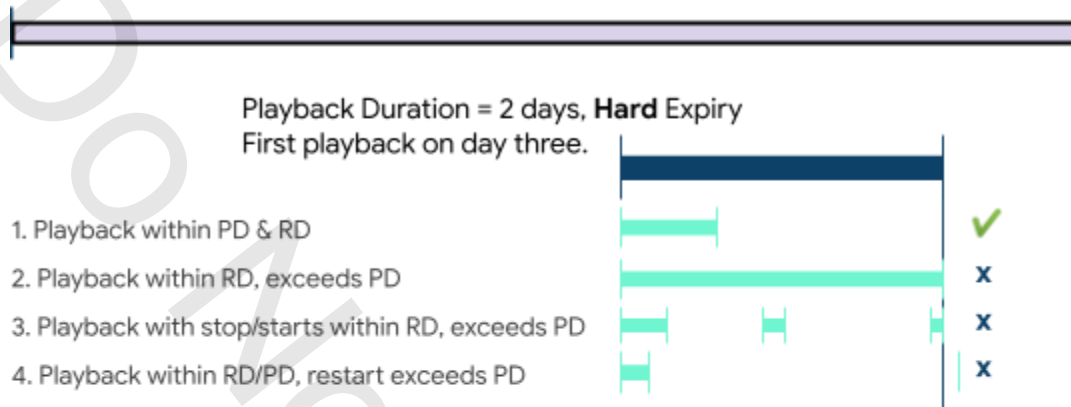 Playback Duration = 2 days, Hard Expiry
First playback on day three.
1. Playback within PD & RD
2. Playback within RD, exceeds PD
x
3. Playback with stop/starts within RD, exceeds PD
x
4. Playback within RD/PD, restart exceeds PD
x
Do No